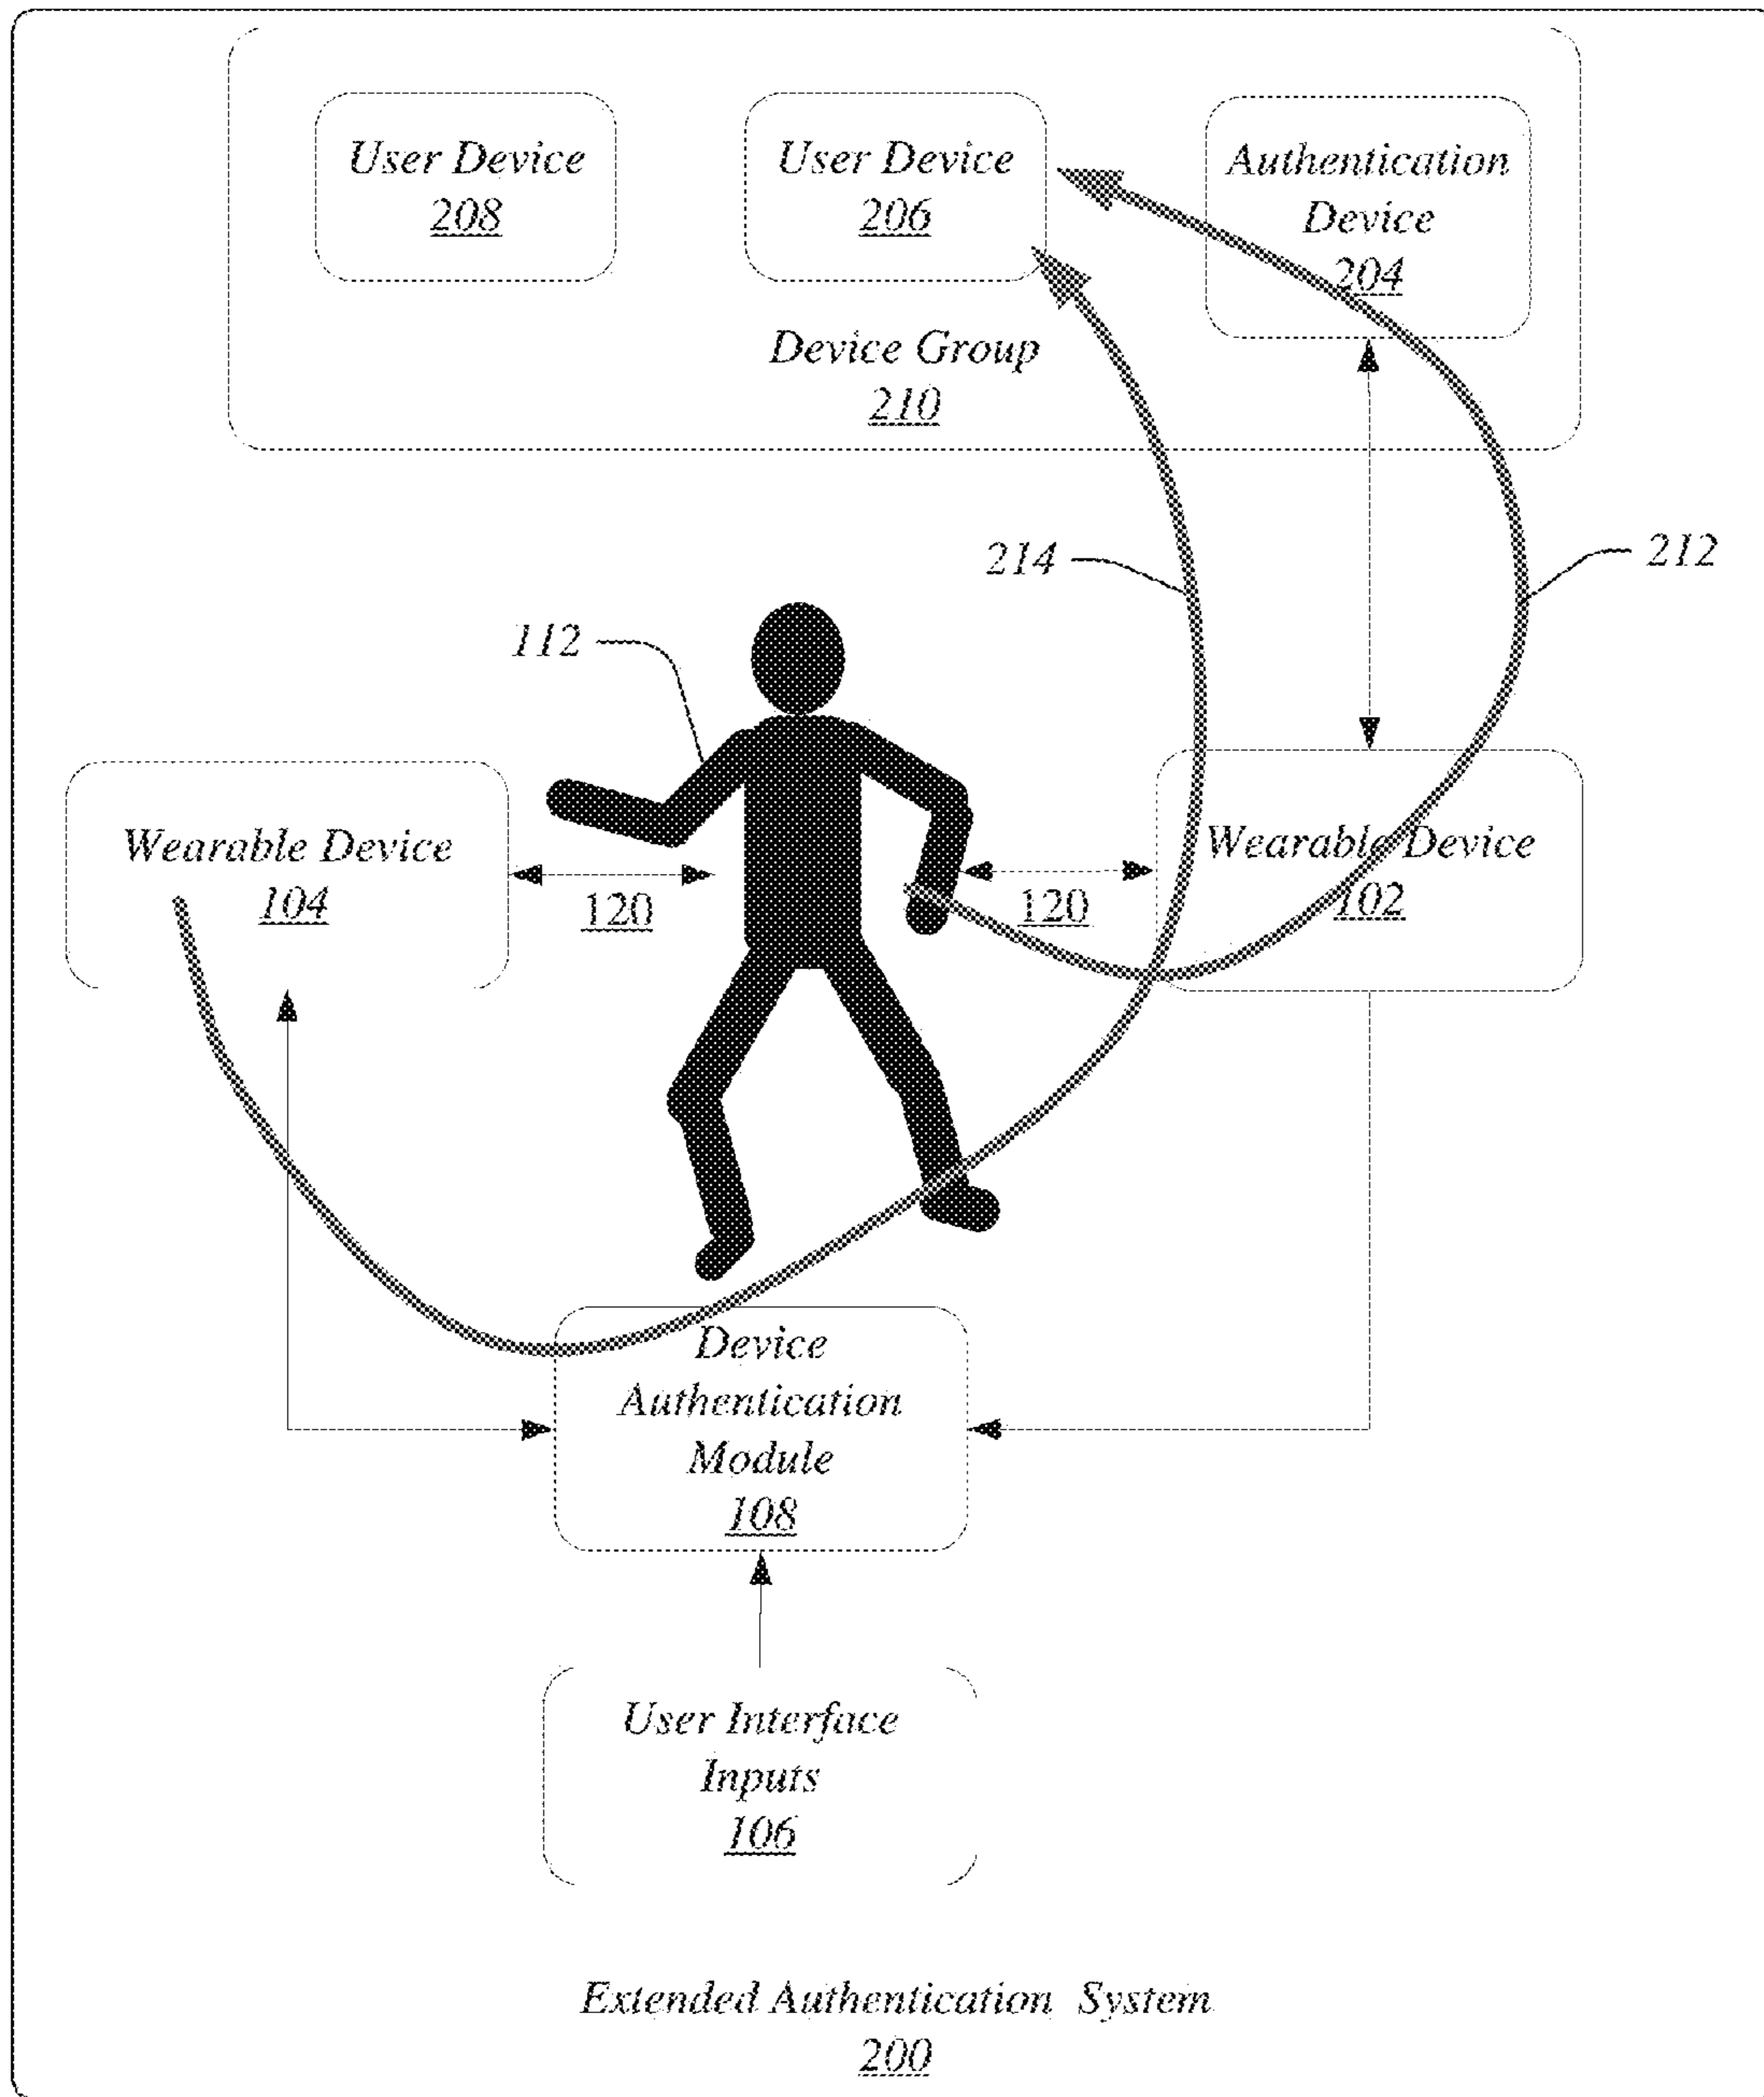 User Device
208
User Device
206
Authentication
Device
204
Device Group
210
214
212
112
Wearable Device
104
120
120
Wearable Device
102
Device
Authentication
Module
108
User Interface
Inputs
106
Extended Authentication System
200